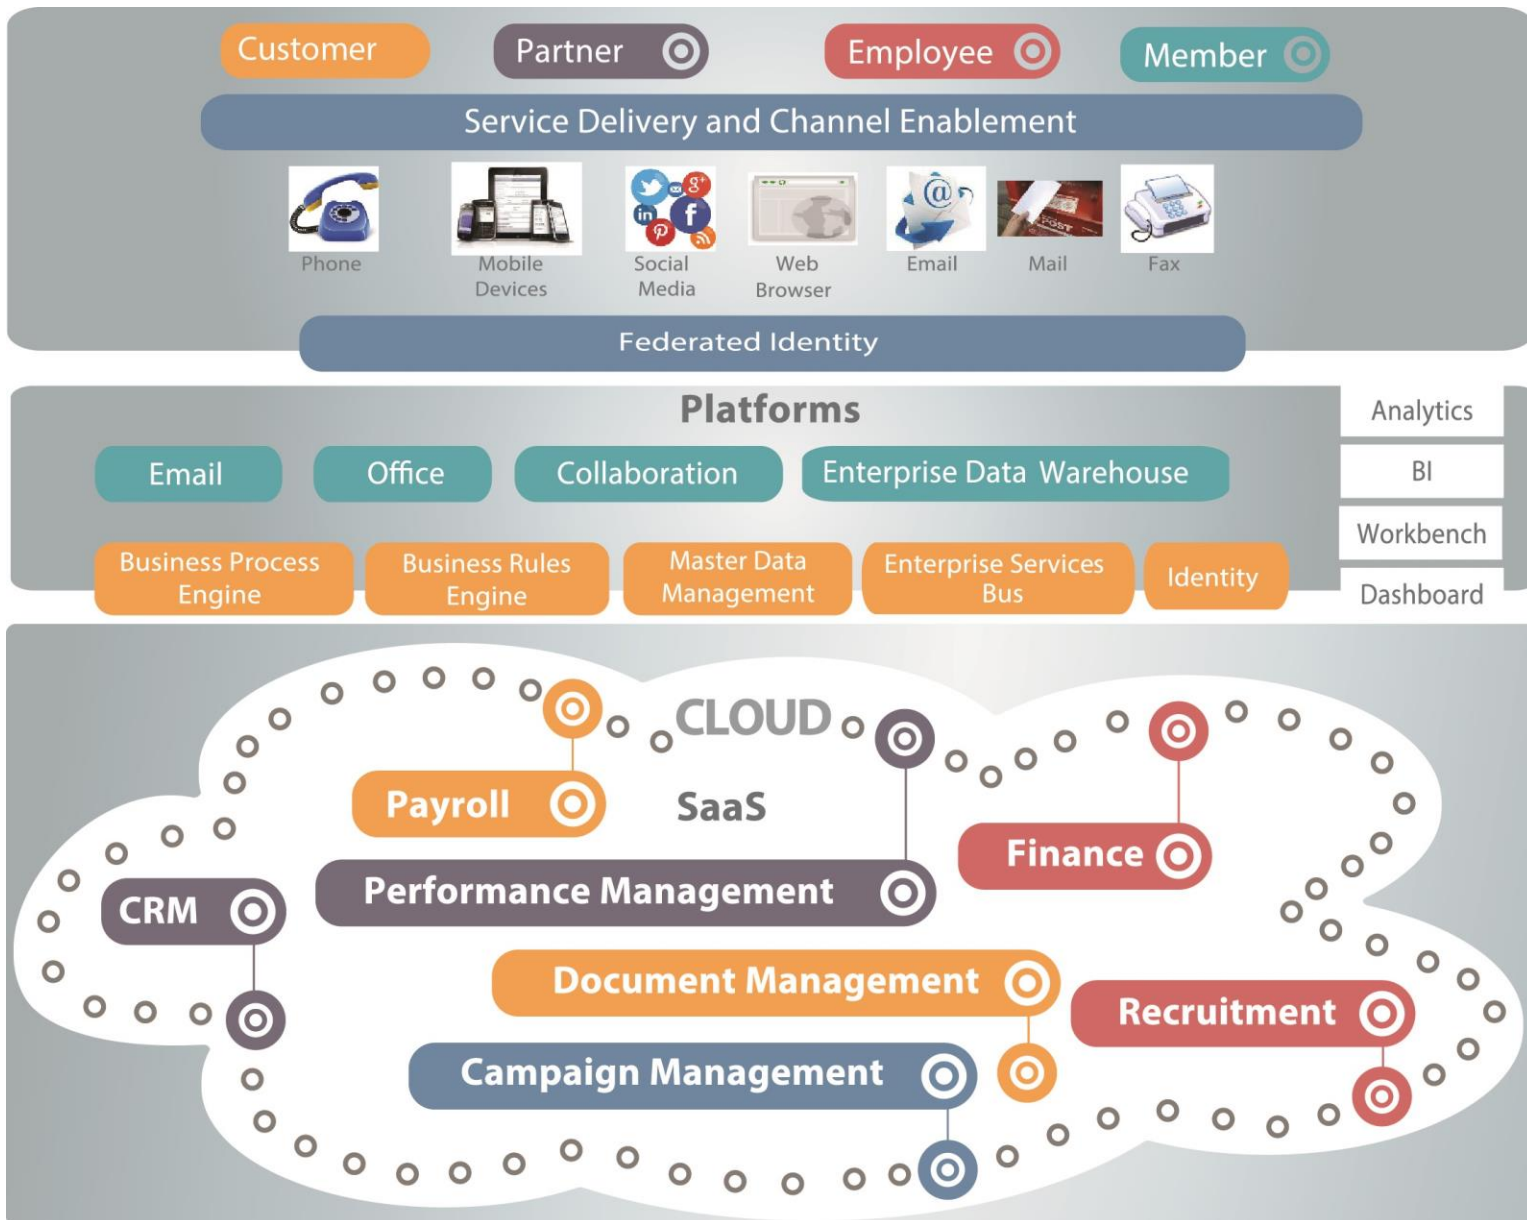 Customer
Partner
Employee
Member
Service Delivery and Channel Enablement
g+
in
f
@
POST
Phone
Mobile
Devices
Social
Media
Web
Browser
Email
Mail
Fax
Federated Identity
Platforms
Analytics
Email
Office
Collaboration
Enterprise Data Warehouse
BI
Workbench
Business Process
Engine
Business Rules
Engine
Master Data
Management
Enterprise Services
Bus
Identity
Dashboard
CLOUD
SaaS
Payroll
Finance
Performance Management
CRM
Document Management
Recruitment
Campaign Management